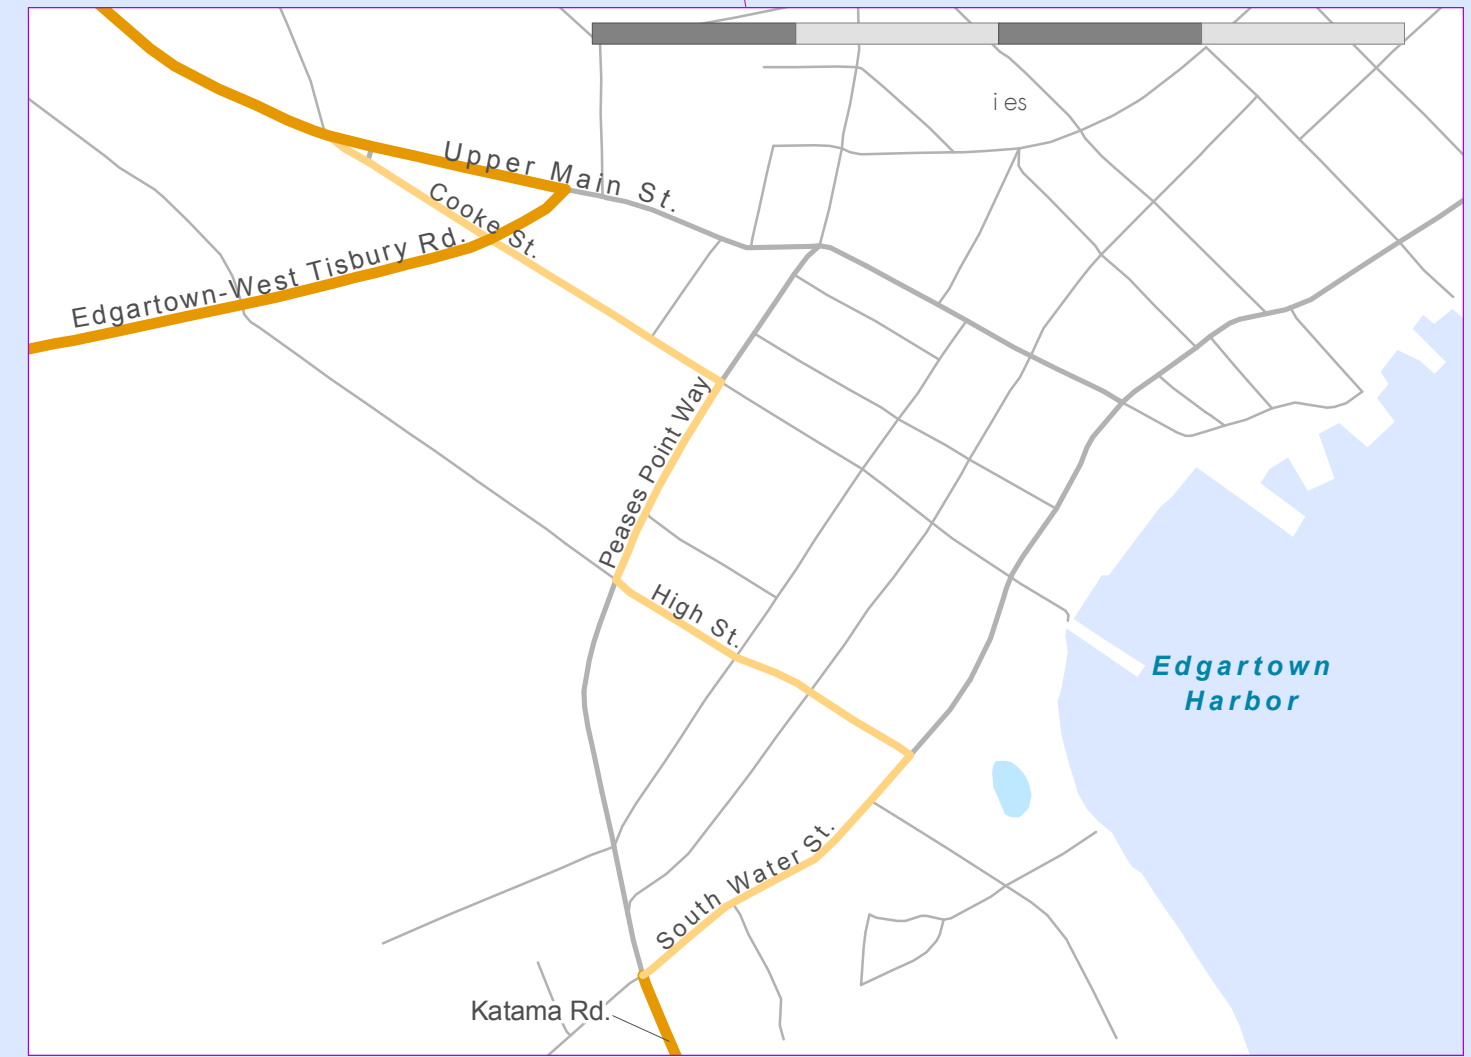 i es
Upper Main St.
Cooke St.
Edgartown-West Tisbury Rd.
Peases Point Way
High St.
Edgartown
Harbor
South Water St.
Katama Rd.